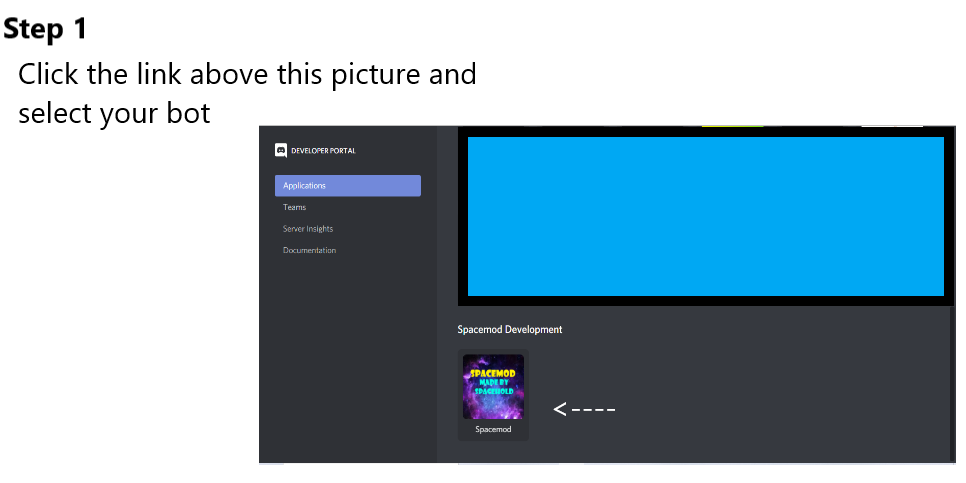 Step 1
Click the link above this picture and
select your bot
DEVELOPER PORTAL
Applications
Teams
Server Insights
Documentation
Spacemod Development
SPACEMOD
MADE BY
SPACEHOLD
<----
Spacemod